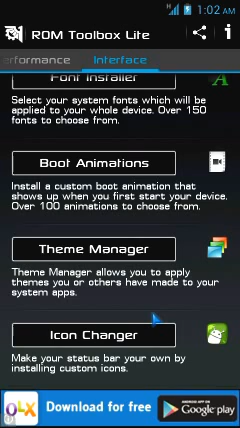 H 1:02 AM
ROM Toolbox Lite
erformance Interface
Font Installer
Select your system fonts which will
be applied to your whole device. Over 150
fonts to choose from.
Boot Animations
Install a custom boot animation that
shows up when you first start your device.
Over 100 animations to choose from.
Theme Manager
Theme Manager allows you to apply
themes you or others have made to your
system apps.
Icon Changer
Make your status bar your own by
installing custom icons.
OLX Download for free
ANDROID APP ON
Google play